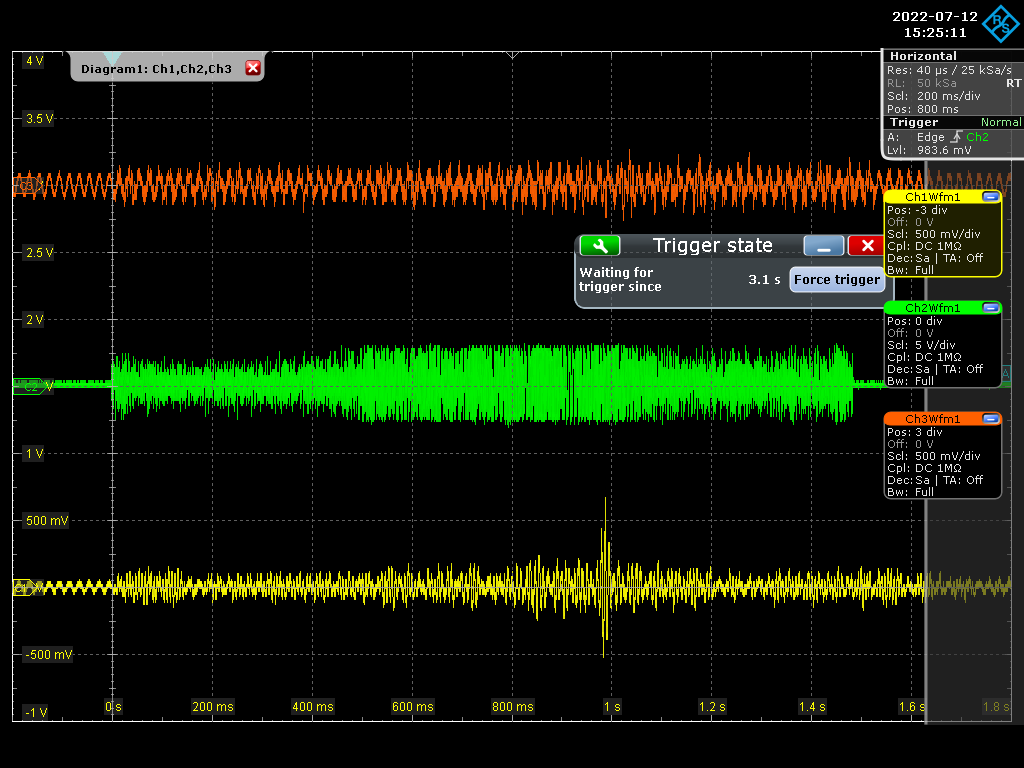 2022-07-12
15:25:11
R&S
Diagram1: Ch1,Ch2,Ch3
Horizontal
Res: 40 µs / 25 kSa/s
RL: 50 kSa RT
Scl: 200 ms/div
Pos: 800 ms
Trigger Normal
A: Edge Ch2
Lvl: 983.6 mV
4 V
3.5 V
2.5 V
2 V
1 V
500 mV
-500 mV
-1 V
C3
C2
Ch1Wfm1
Pos: -3 div
Off: 0 V
Scl: 500 mV/div
Cpl: DC 1MΩ
Dec: Sa | TA: Off
Bw: Full
Trigger state
Waiting for
trigger since
3.1 s
Force trigger
Ch2Wfm1
Pos: 0 div
Off: 0 V
Scl: 5 V/div
Cpl: DC 1MΩ
Dec: Sa | TA: Off
Bw: Full
Ch3Wfm1
Pos: 3 div
Off: 0 V
Scl: 500 mV/div
Cpl: DC 1MΩ
Dec: Sa | TA: Off
Bw: Full
0 s
200 ms
400 ms
600 ms
800 ms
1 s
1.2 s
1.4 s
1.6 s
1.8 s